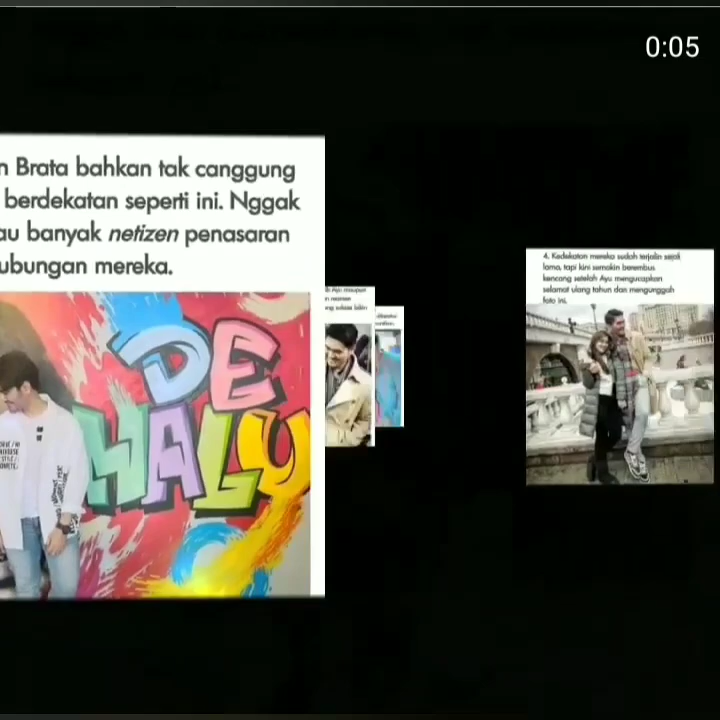 0:05
n Brata bahkan tak canggung
berdekatan seperti ini. Nggak
au banyak netizen penasaran
ubungan mereka.
DE
HALU
4. Kedekatan mereka sudah terjalin sejak
lama, tapi kini semakin berembus
kencang setelah Ayu mengucapkan
selamat ulang tahun dan mengunggah
foto ini.